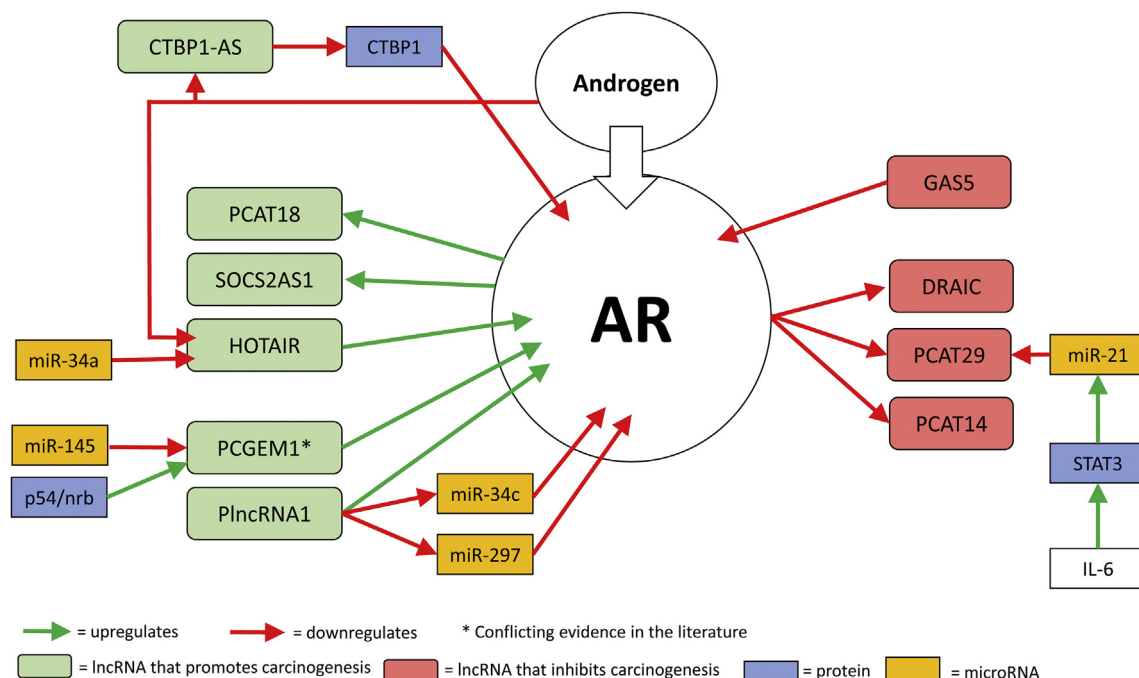 CTBP1-AS
CTBP1
Androgen
GAS5
PCAT18
SOCS2AS1
DRAIC
AR
HOTAIR
miR-34a
PCAT29
miR-21
PCAT14
miR-145
PCGEM1*
p54/nrb
STAT3
PlncRNA1
miR-34c
miR-297
IL-6
= upregulates
= downregulates
* Conflicting evidence in the literature
= lncRNA that promotes carcinogenesis
= lncRNA that inhibits carcinogenesis
= protein
= microRNA